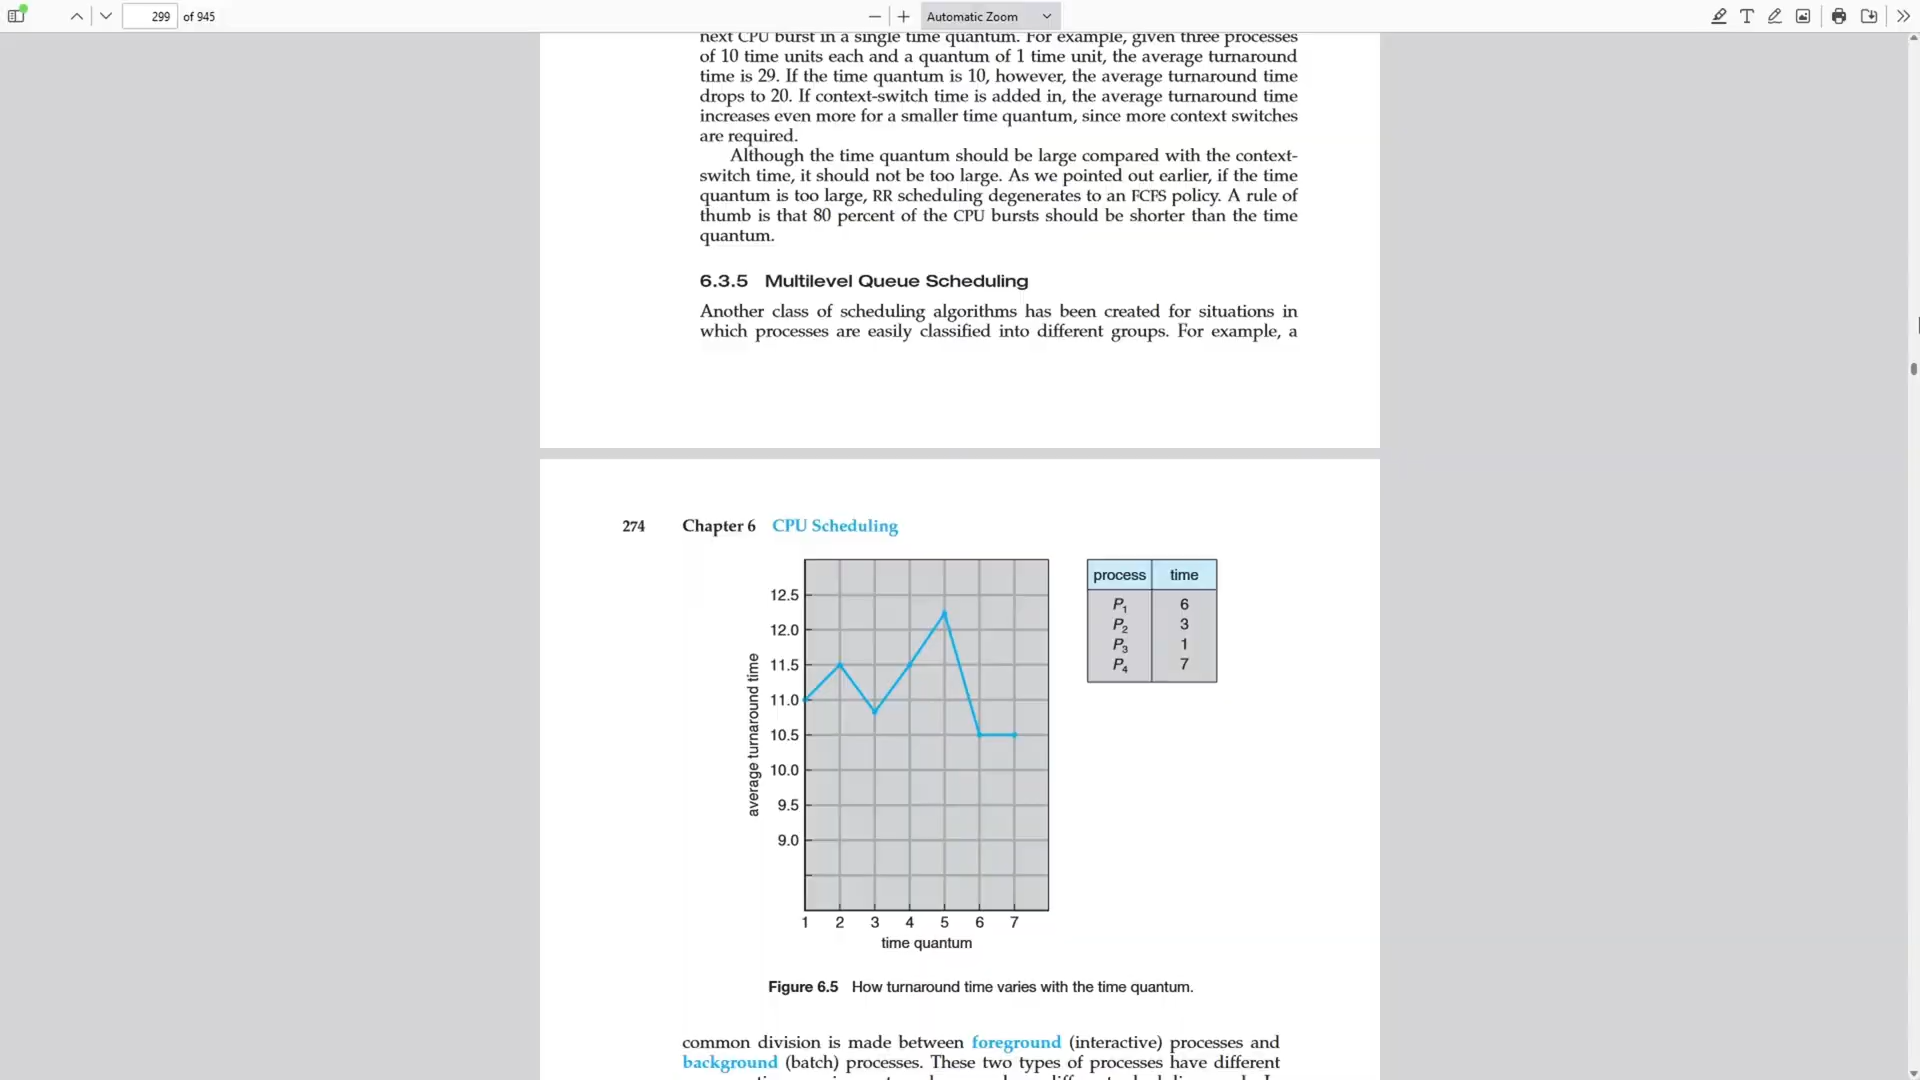 299 of 945
Automatic Zoom
next CPU burst in a single time quantum. For example, given three processes
of 10 time units each and a quantum of 1 time unit, the average turnaround
time is 29. If the time quantum is 10, however, the average turnaround time
drops to 20. If context-switch time is added in, the average turnaround time
increases even more for a smaller time quantum, since more context switches
are required.
Although the time quantum should be large compared with the context-
switch time, it should not be too large. As we pointed out earlier, if the time
quantum is too large, RR scheduling degenerates to an FCFS policy. A rule of
thumb is that 80 percent of the CPU bursts should be shorter than the time
quantum.
6.3.5 Multilevel Queue Scheduling
Another class of scheduling algorithms has been created for situations in
which processes are easily classified into different groups. For example, a
274 Chapter 6 CPU Scheduling
12.5
12.0
11.5
11.0
10.5
10.0
9.5
9.0
average turnaround time
1 2 3 4 5 6 7
time quantum
process time
P1 6
P2 3
P3 1
P4 7
Figure 6.5 How turnaround time varies with the time quantum.
common division is made between foreground (interactive) processes and
background (batch) processes. These two types of processes have different